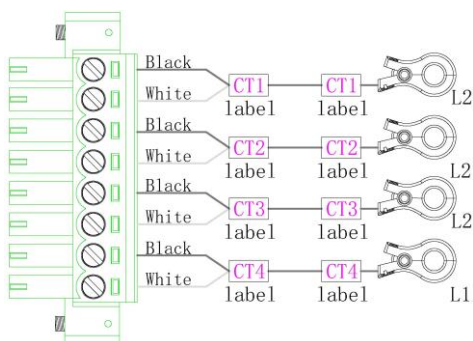 Black
White
CT1 CT1
label label
L2
Black
White
CT2 CT2
label label
L2
Black
White
CT3 CT3
label label
L2
Black
White
CT4 CT4
label label
L1